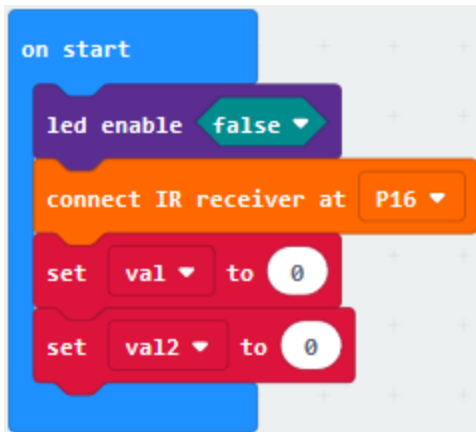 on start
led enable false
connect IR receiver at P16
set val to 0
set val2 to 0